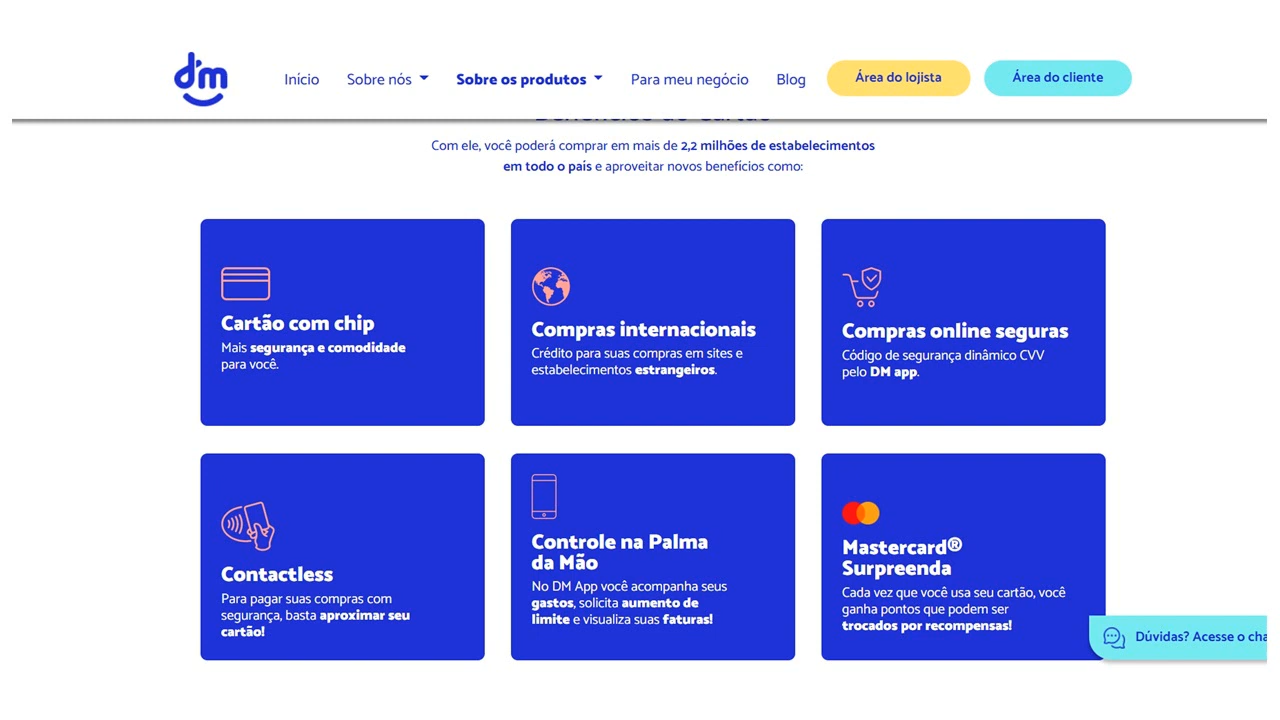 dm
Início
Sobre nós
Sobre os produtos
Para meu negócio
Blog
Área do lojista
Área do cliente
Benefícios do Cartão
Com ele, você poderá comprar em mais de 2,2 milhões de estabelecimentos
em todo o país e aproveitar novos benefícios como:
Cartão com chip
Mais segurança e comodidade
para você.
Compras internacionais
Crédito para suas compras em sites e
estabelecimentos estrangeiros.
Compras online seguras
Código de segurança dinâmico CVV
pelo DM app.
Contactless
Para pagar suas compras com
segurança, basta aproximar seu
cartão!
Controle na Palma
da Mão
No DM App você acompanha seus
gastos, solicita aumento de
limite e visualiza suas faturas!
Mastercard®
Surpreenda
Cada vez que você usa seu cartão, você
ganha pontos que podem ser
trocados por recompensas!
Dúvidas? Acesse o cha